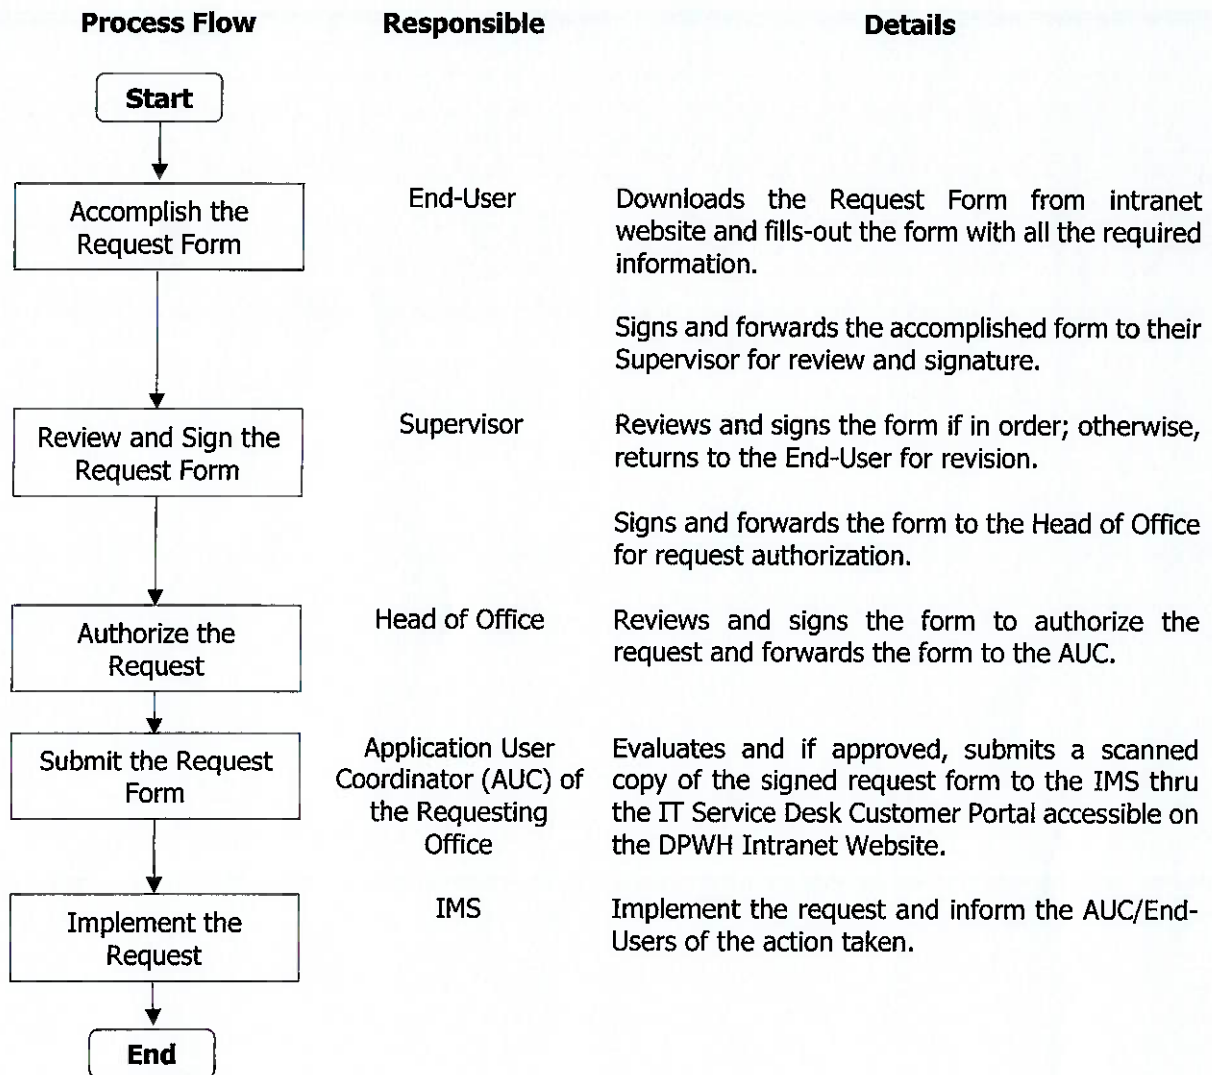 Process Flow Responsible Details
Start
Accomplish the
Request Form
End-User
Downloads the Request Form from intranet
website and fills-out the form with all the required
information.
Signs and forwards the accomplished form to their
Supervisor for review and signature.
Review and Sign the
Request Form
Supervisor
Reviews and signs the form if in order; otherwise,
returns to the End-User for revision.
Signs and forwards the form to the Head of Office
for request authorization.
Authorize the
Request
Head of Office
Reviews and signs the form to authorize the
request and forwards the form to the AUC.
Submit the Request
Form
Application User
Coordinator (AUC) of
the Requesting
Office
Evaluates and if approved, submits a scanned
copy of the signed request form to the IMS thru
the IT Service Desk Customer Portal accessible on
the DPWH Intranet Website.
Implement the
Request
IMS
Implement the request and inform the AUC/End-
Users of the action taken.
End